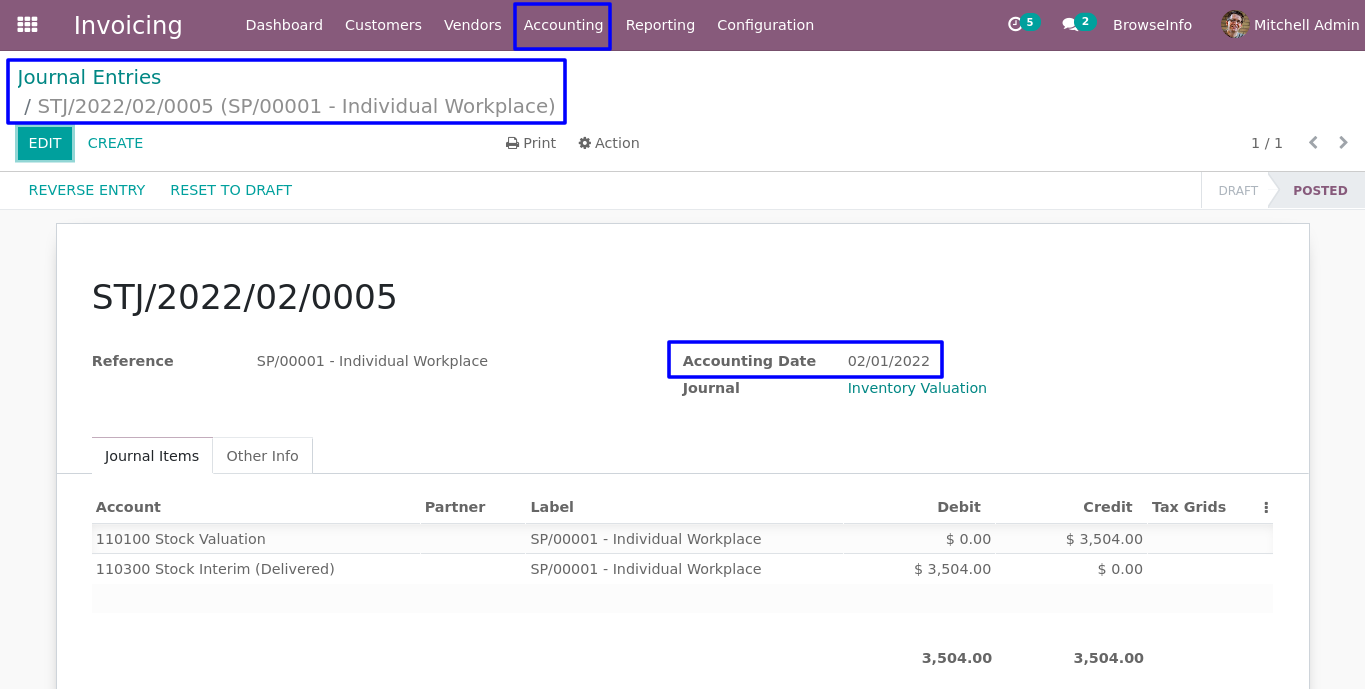 Invoicing Dashboard Customers Vendors Accounting Reporting Configuration 5 2 BrowseInfo Mitchell Admin
Journal Entries
/ STJ/2022/02/0005 (SP/00001 - Individual Workplace)
EDIT CREATE Print Action 1 / 1
REVERSE ENTRY RESET TO DRAFT DRAFT POSTED
STJ/2022/02/0005
Reference SP/00001 - Individual Workplace Accounting Date 02/01/2022
Journal Inventory Valuation
Journal Items Other Info
Account Partner Label Debit Credit Tax Grids
110100 Stock Valuation SP/00001 - Individual Workplace $ 0.00 $ 3,504.00
110300 Stock Interim (Delivered) SP/00001 - Individual Workplace $ 3,504.00 $ 0.00
3,504.00 3,504.00